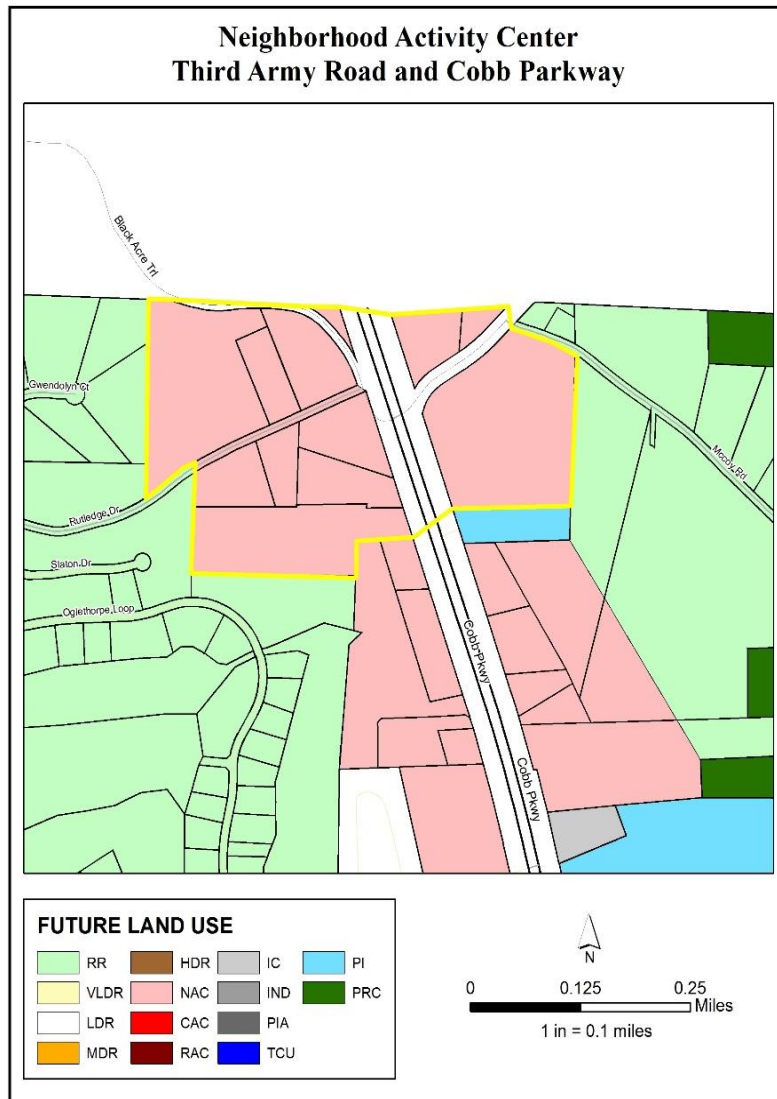 Neighborhood Activity Center
Third Army Road and Cobb Parkway
Black Acre Trl
Gwendolyn Ct
Mccoy Rd
Rutledge Dr
Slaton Dr
Oglethorpe Loop
Cobb Pkwy
Cobb Pkwy
FUTURE LAND USE
RR HDR IC PI
VLDR NAC IND PRC
LDR CAC PIA
MDR RAC TCU
N
0 0.125 0.25
Miles
1 in = 0.1 miles